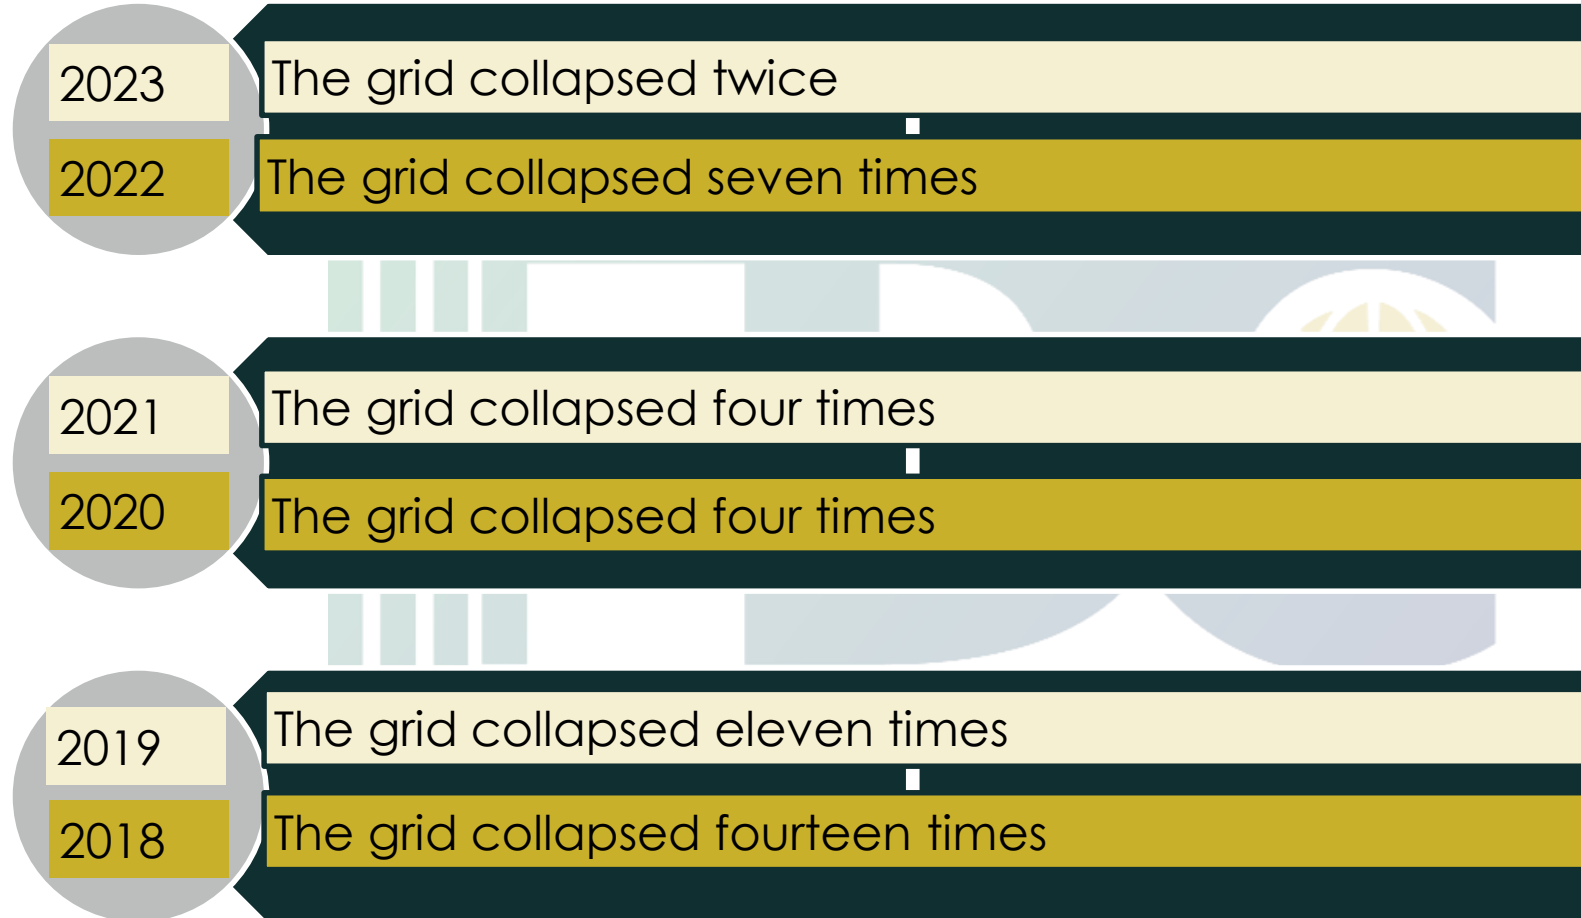 2023
The grid collapsed twice
2022
The grid collapsed seven times
2021
The grid collapsed four times
2020
The grid collapsed four times
2019
The grid collapsed eleven times
2018
The grid collapsed fourteen times